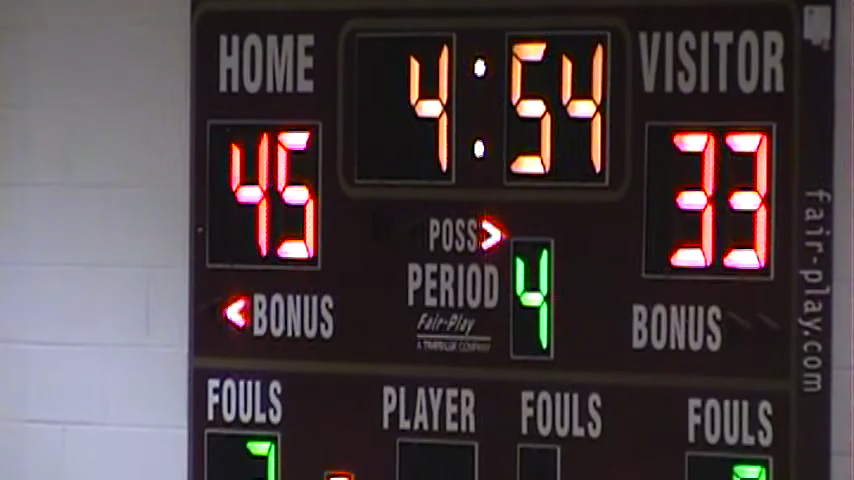 HOME 4:54 VISITOR
45 33
POSS >
PERIOD 4
< BONUS BONUS
Fair-Play
fair-play.com
FOULS PLAYER FOULS FOULS